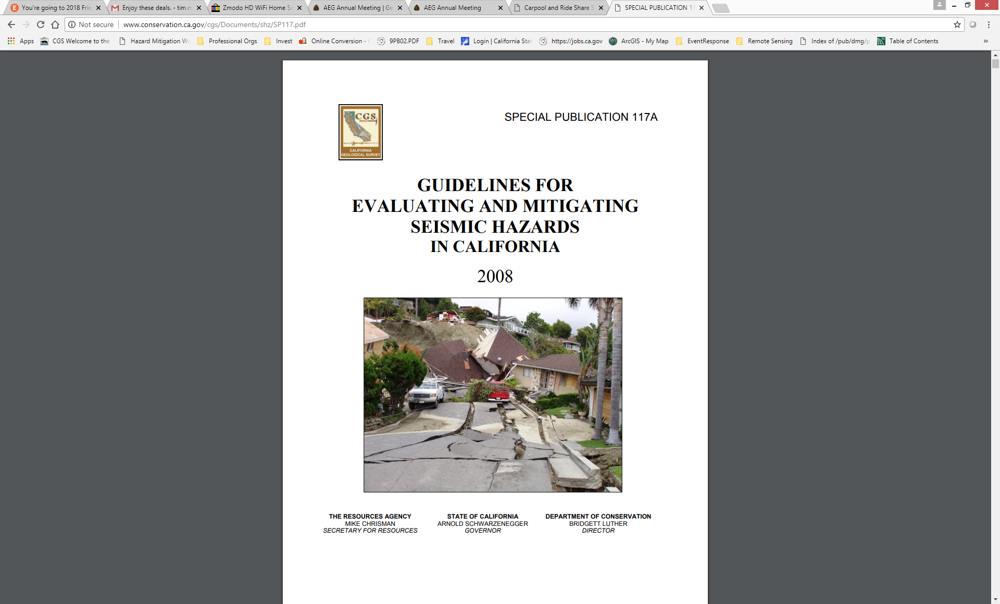 You're going to 2018 Frie
Enjoy these deals. - tim.m
Zmodo HD WiFi Home Se
AEG Annual Meeting | Ge
AEG Annual Meeting
Carpool and Ride Share S
SPECIAL PUBLICATION 11
Not secure
www.conservation.ca.gov/cgs/Documents/shz/SP117.pdf
Apps
CGS Welcome to the
Hazard Mitigation We
Professional Orgs
Invest
Online Conversion -
9PB02.PDF
Travel
Login | California Stat
https://jobs.ca.gov
ArcGIS - My Map
EventResponse
Remote Sensing
Index of /pub/dmg/p
Table of Contents
»
CGS
CALIFORNIA
GEOLOGICAL SURVEY
SPECIAL PUBLICATION 117A
GUIDELINES FOR
EVALUATING AND MITIGATING
SEISMIC HAZARDS
IN CALIFORNIA
2008
THE RESOURCES AGENCY
MIKE CHRISMAN
SECRETARY FOR RESOURCES
STATE OF CALIFORNIA
ARNOLD SCHWARZENEGGER
GOVERNOR
DEPARTMENT OF CONSERVATION
BRIDGETT LUTHER
DIRECTOR